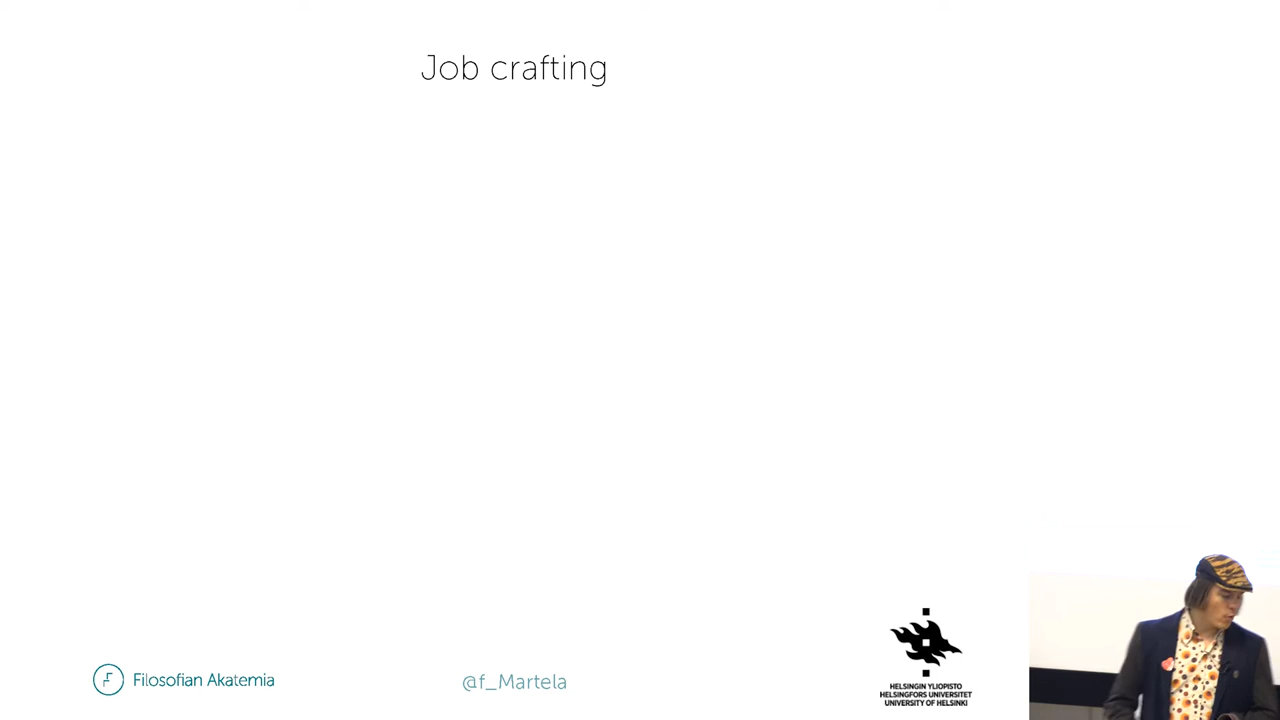 Job crafting
Filosofian Akatemia
@f_Martela
HELSINGIN YLIOPISTO
HELSINGFORS UNIVERSITET
UNIVERSITY OF HELSINKI